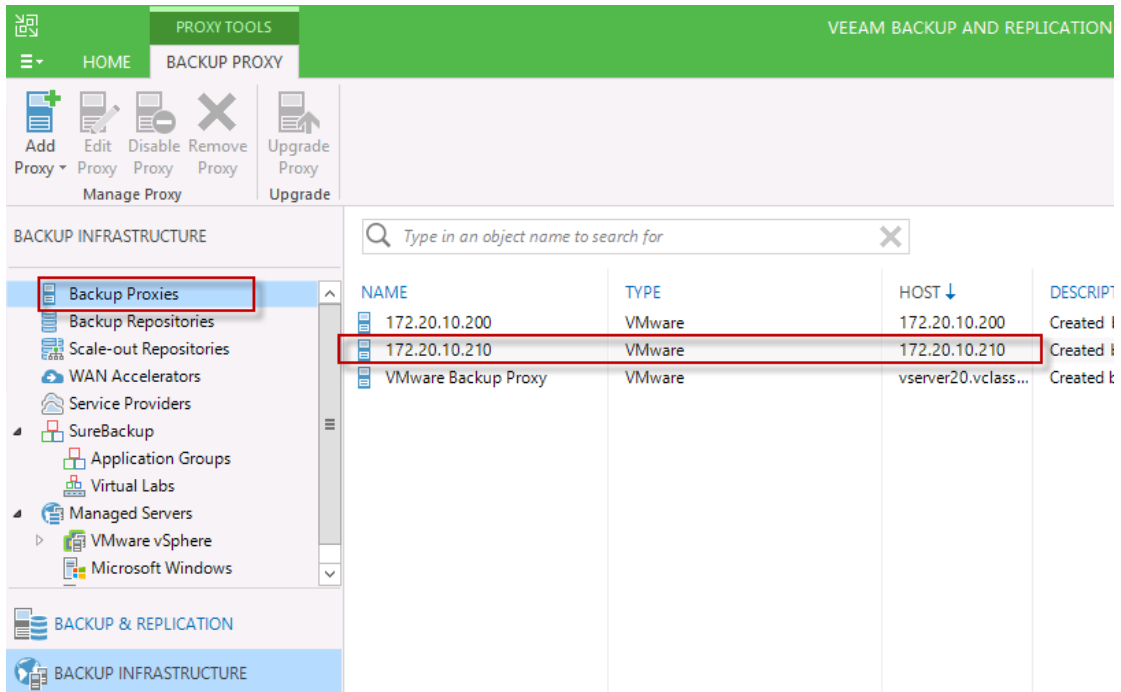 PROXY TOOLS
VEEAM BACKUP AND REPLICATION
HOME BACKUP PROXY
Add Proxy
Edit Proxy
Disable Proxy
Remove Proxy
Upgrade Proxy
Manage Proxy
Upgrade
BACKUP INFRASTRUCTURE
Type in an object name to search for
Backup Proxies
Backup Repositories
Scale-out Repositories
WAN Accelerators
Service Providers
SureBackup
Application Groups
Virtual Labs
Managed Servers
VMware vSphere
Microsoft Windows
BACKUP & REPLICATION
BACKUP INFRASTRUCTURE
NAME TYPE HOST DESCRIPT
172.20.10.200 VMware 172.20.10.200 Created
172.20.10.210 VMware 172.20.10.210 Created
VMware Backup Proxy VMware vserver20.vclass... Created